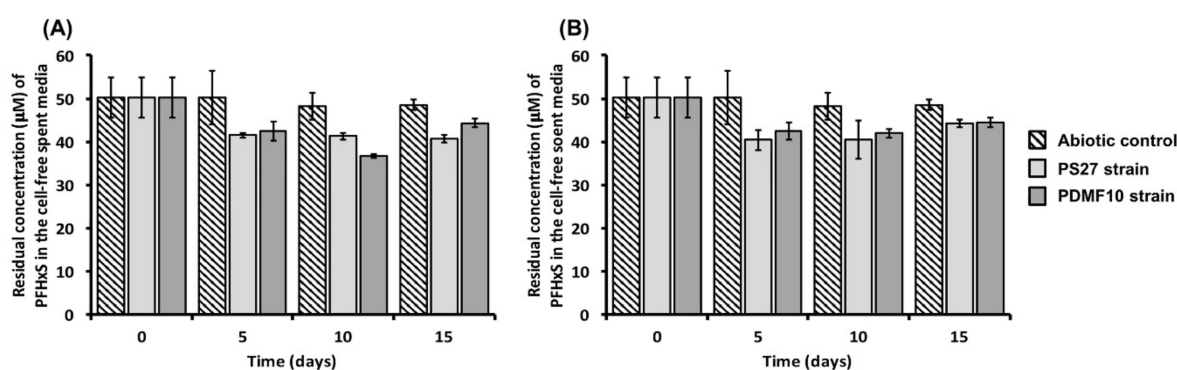 (A)
Residual concentration (μM) of
PFHxS in the cell-free spent media
60
50
40
30
20
10
0
0 5 10 15
Time (days)
(B)
Residual concentration (μM) of
PFHxS in the cell-free soent media
60
50
40
30
20
10
0
0 5 10 15
Time (days)
Abiotic control
PS27 strain
PDMF10 strain